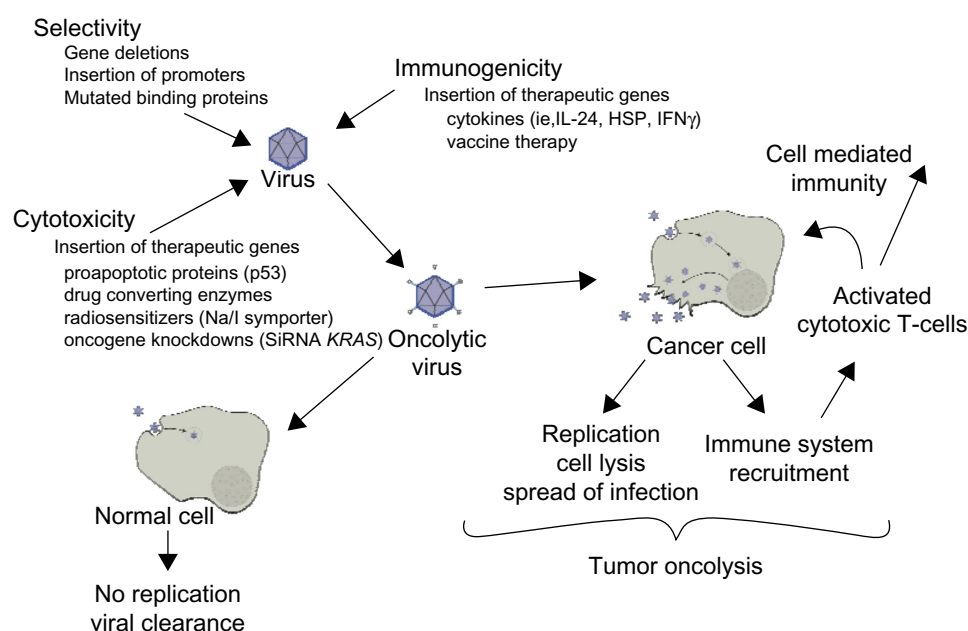 Selectivity
Gene deletions
Insertion of promoters
Mutated binding proteins
Immunogenicity
Insertion of therapeutic genes
cytokines (ie,IL-24, HSP, IFNγ)
vaccine therapy
Virus
Cytotoxicity
Insertion of therapeutic genes
proapoptotic proteins (p53)
drug converting enzymes
radiosensitizers (Na/I symporter)
oncogene knockdowns (SiRNA KRAS)
Oncolytic
virus
Cell mediated
immunity
Activated
cytotoxic T-cells
Cancer cell
Replication
cell lysis
spread of infection
Immune system
recruitment
Tumor oncolysis
Normal cell
No replication
viral clearance